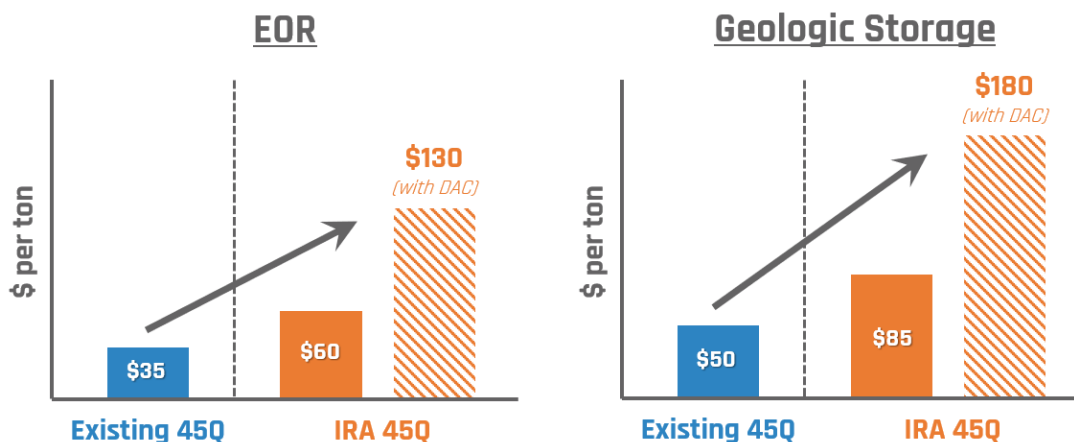 EOR
$ per ton
$35
$60
$130
(with DAC)
Existing 45Q
IRA 45Q
Geologic Storage
$ per ton
$50
$85
$180
(with DAC)
Existing 45Q
IRA 45Q